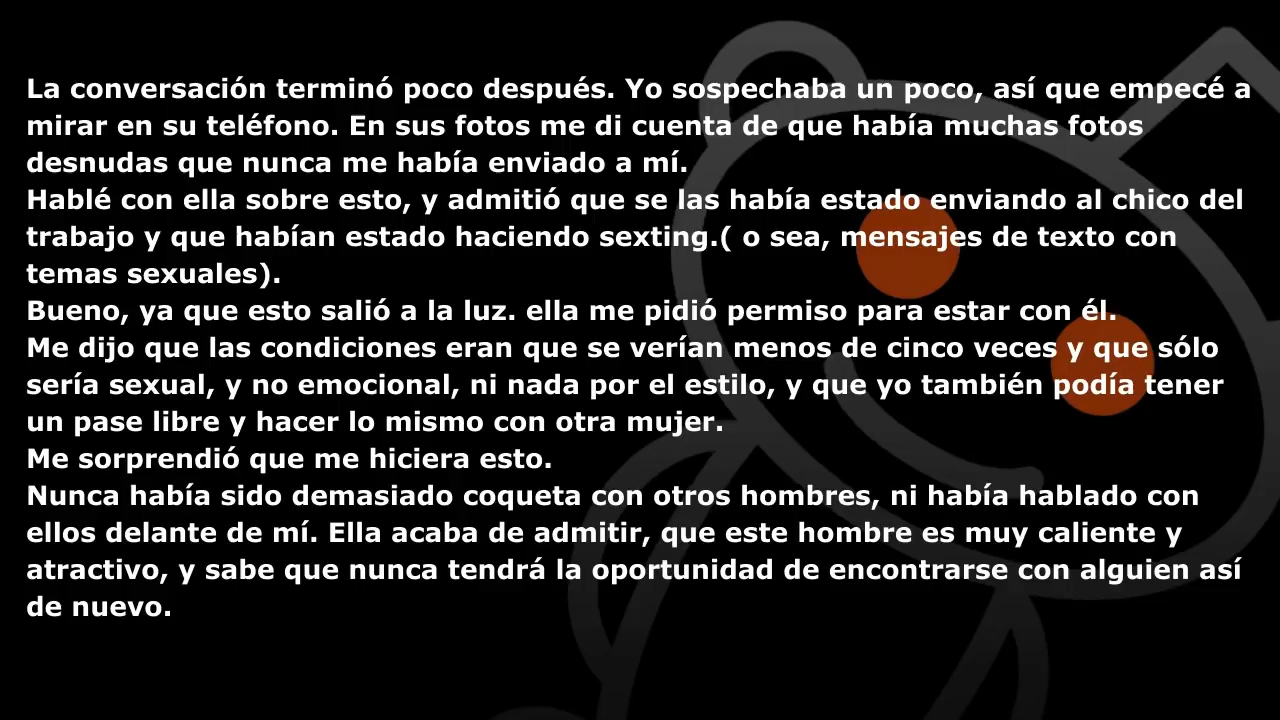 La conversación terminó poco después. Yo sospechaba un poco, así que empecé a
mirar en su teléfono. En sus fotos me di cuenta de que había muchas fotos
desnudas que nunca me había enviado a mí.
Hablé con ella sobre esto, y admitió que se las había estado enviando al chico del
trabajo y que habían estado haciendo sexting.( o sea, mensajes de texto con
temas sexuales).
Bueno, ya que esto salió a la luz. ella me pidió permiso para estar con él.
Me dijo que las condiciones eran que se verían menos de cinco veces y que sólo
sería sexual, y no emocional, ni nada por el estilo, y que yo también podía tener
un pase libre y hacer lo mismo con otra mujer.
Me sorprendió que me hiciera esto.
Nunca había sido demasiado coqueta con otros hombres, ni había hablado con
ellos delante de mí. Ella acaba de admitir, que este hombre es muy caliente y
atractivo, y sabe que nunca tendrá la oportunidad de encontrarse con alguien así
de nuevo.